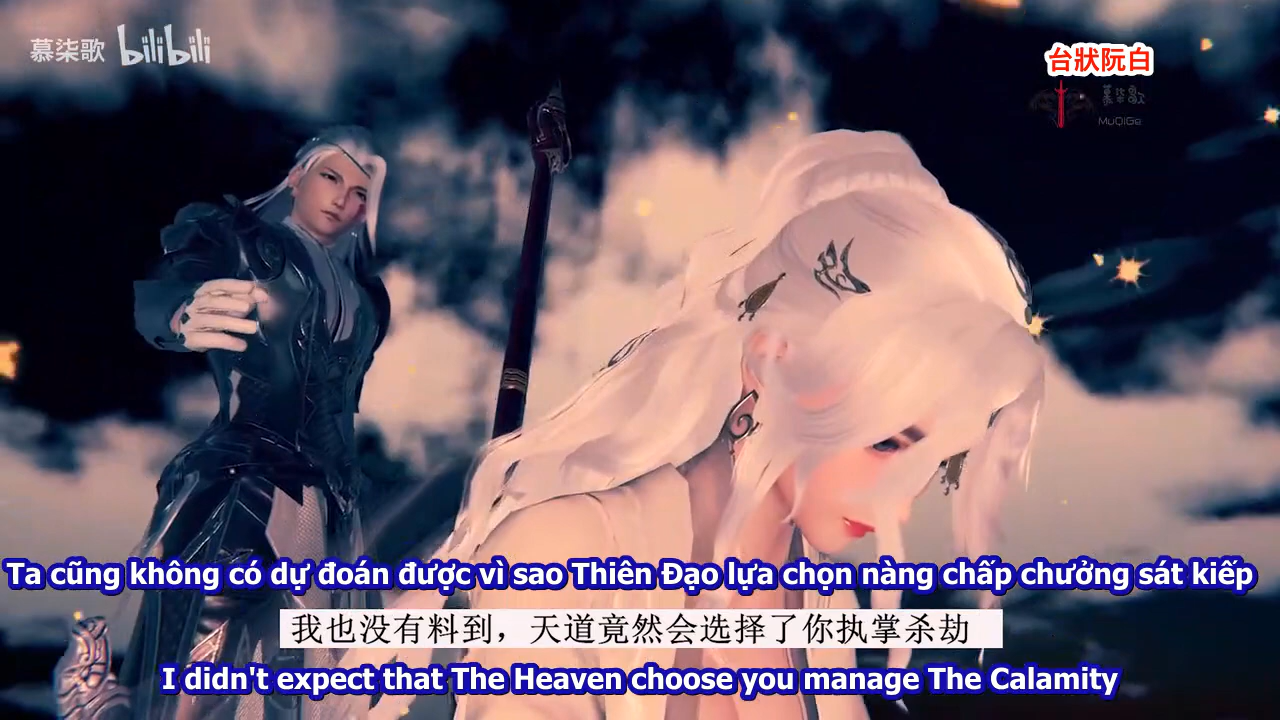 慕柒歌 bilibili
台狀阮白
慕柒歌
MuQiGe
Ta cũng không có dự đoán được vì sao Thiên Đạo lựa chọn nàng chấp chưởng sát kiếp
我也没有料到，天道竟然会选择了你执掌杀劫
I didn't expect that The Heaven choose you manage The Calamity